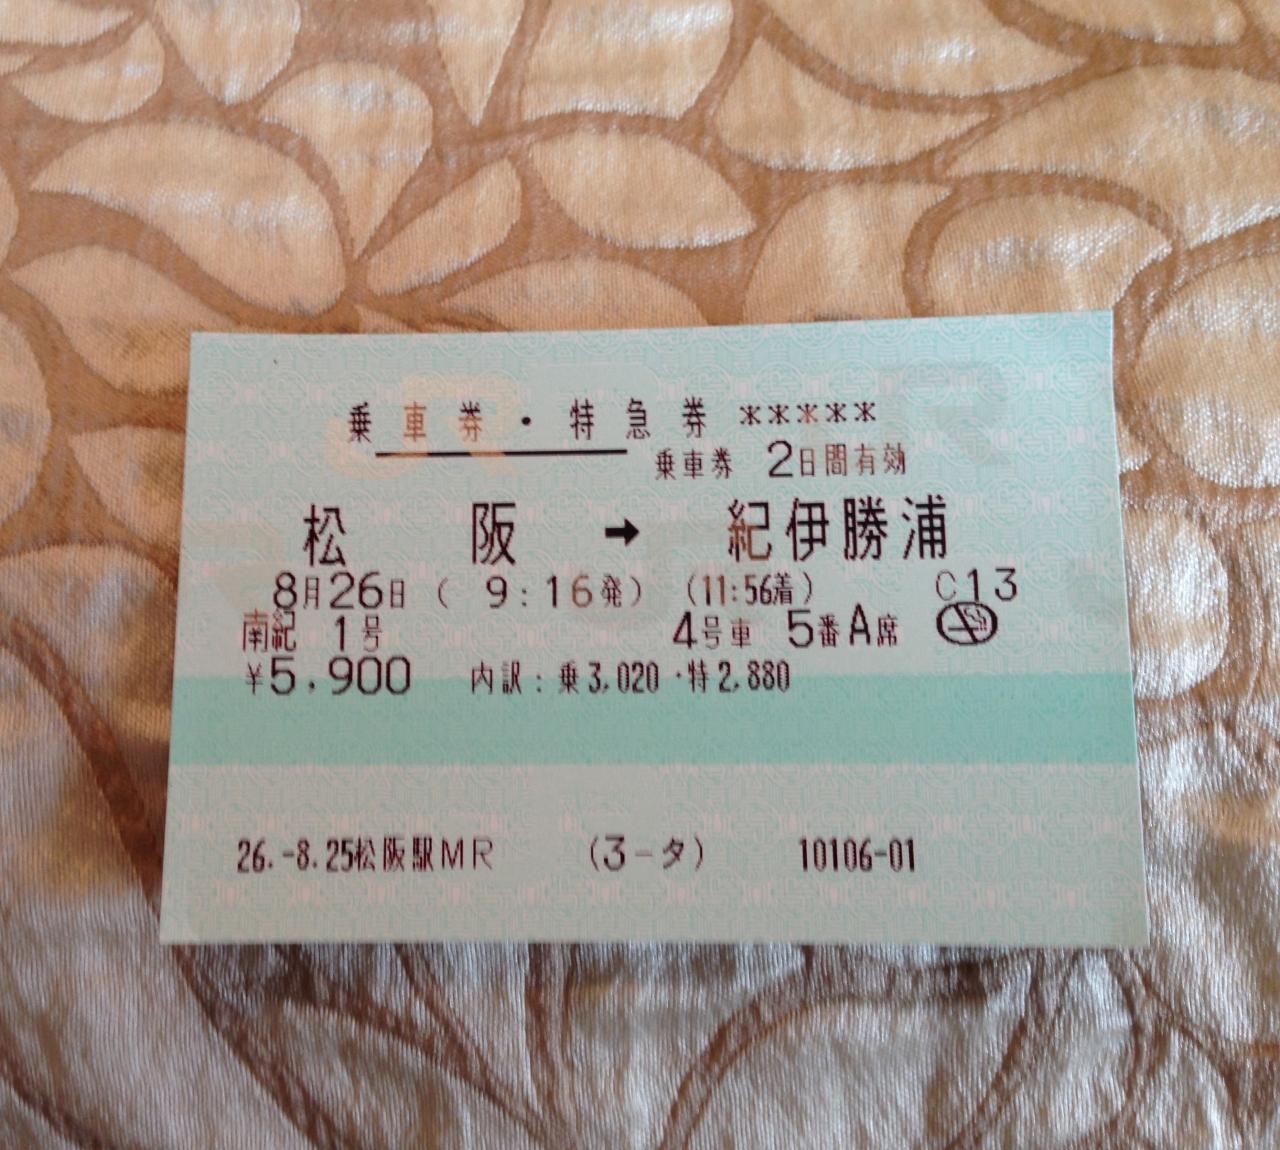 乗車券・特急券 *****
乗車券 2日間有効
松阪 → 紀伊勝浦
8月26日 ( 9:16発) (11:56着) C13
南紀 1号 4号車 5番A席
¥5,900 内訳:乗3,020・特2,880
26.-8.25松阪駅MR (3-タ) 10106-01